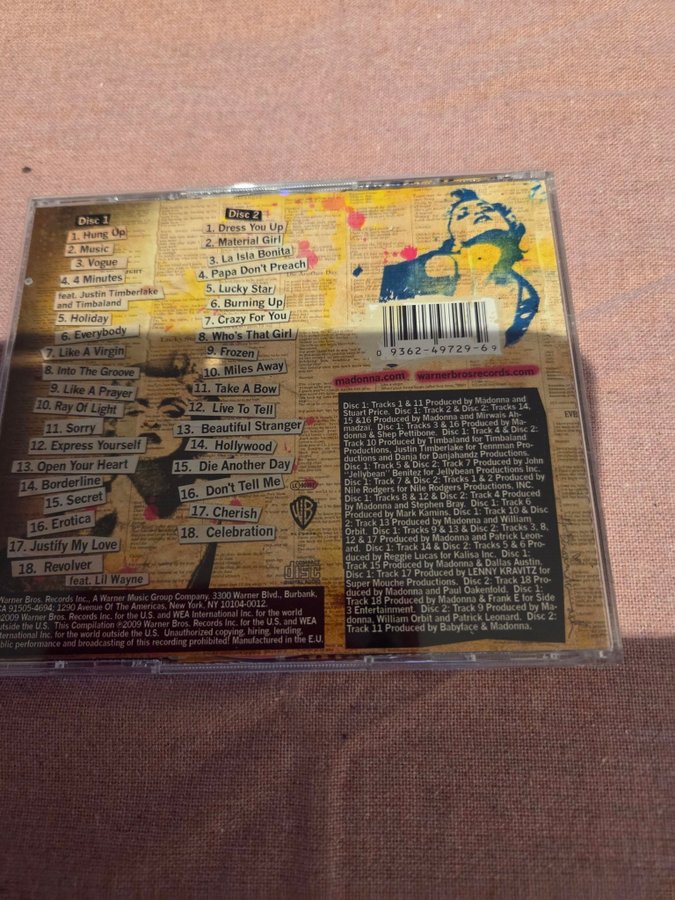 Disc 1
1. Hung Up
2. Music
3. Vogue
4. 4 Minutes
feat. Justin Timberlake
and Timbaland
5. Holiday
6. Everybody
7. Like A Virgin
8. Into The Groove
9. Like A Prayer
10. Ray Of Light
11. Sorry
12. Express Yourself
13. Open Your Heart
14. Borderline
15. Secret
16. Erotica
17. Justify My Love
18. Revolver
feat. Lil Wayne
Disc 2
1. Dress You Up
2. Material Girl
3. La Isla Bonita
4. Papa Don't Preach
5. Lucky Star
6. Burning Up
7. Crazy For You
8. Who's That Girl
9. Frozen
10. Miles Away
11. Take A Bow
12. Live To Tell
13. Beautiful Stranger
14. Hollywood
15. Die Another Day
16. Don't Tell Me
17. Cherish
18. Celebration
0 9362-49729-6 9
madonna.com warnerbrosrecords.com
Disc 1: Tracks 1 & 11 Produced by Madonna and
Stuart Price. Disc 1: Track 2 & Disc 2: Tracks 14,
15 &16 Produced by Madonna and Mirwais Ah-
madzai. Disc 1: Tracks 3 & 16 Produced by Ma-
donna & Shep Pettibone. Disc 1: Track 4 & Disc 2:
Track 10 Produced by Timbaland for Timbaland
Productions, Justin Timberlake for Tennman Pro-
ductions and Danja for Danjahandz Productions.
Disc 1: Track 5 & Disc 2: Track 7 Produced by John
"Jellybean" Benitez for Jellybean Productions Inc.
Disc 1: Track 7 & Disc 2: Tracks 1 & 2 Produced by
Nile Rodgers for Nile Rodgers Productions, INC.
Disc 1: Tracks 8 & 12 & Disc 2: Track 4 Produced
by Madonna and Stephen Bray. Disc 1: Track 6
Produced by Mark Kamins. Disc 1: Track 10 & Disc
2: Track 13 Produced by Madonna and William
Orbit. Disc 1: Tracks 9 & 13 & Disc 2: Tracks 3, 8,
12 & 17 Produced by Madonna and Patrick Leon-
ard. Disc 1: Track 14 & Disc 2: Tracks 5 & 6 Pro-
duced by Reggie Lucas for Kalisa Inc. Disc 1:
Track 15 Produced by Madonna & Dallas Austin.
Disc 1: Track 17 Produced by LENNY KRAVITZ for
Super Mouche Productions. Disc 2: Track 18 Pro-
duced by Madonna and Paul Oakenfold. Disc 1:
Track 18 Produced by Madonna & Frank E for Side
3 Entertainment. Disc 2: Track 9 Produced by Ma-
donna, William Orbit and Patrick Leonard. Disc 2:
Track 11 Produced by Babyface & Madonna.
WB
COMPACT
disc
Warner Bros. Records Inc., A Warner Music Group Company, 3300 Warner Blvd., Burbank,
CA 91505-4694; 1290 Avenue Of The Americas, New York, NY 10104-0012.
2009 Warner Bros. Records Inc. for the U.S. and WEA International Inc. for the world
outside the U.S. This Compilation ℗2009 Warner Bros. Records Inc. for the U.S. and WEA
International Inc. for the world outside the U.S. Unauthorized copying, hiring, lending,
public performance and broadcasting of this recording prohibited. Manufactured in the E.U.